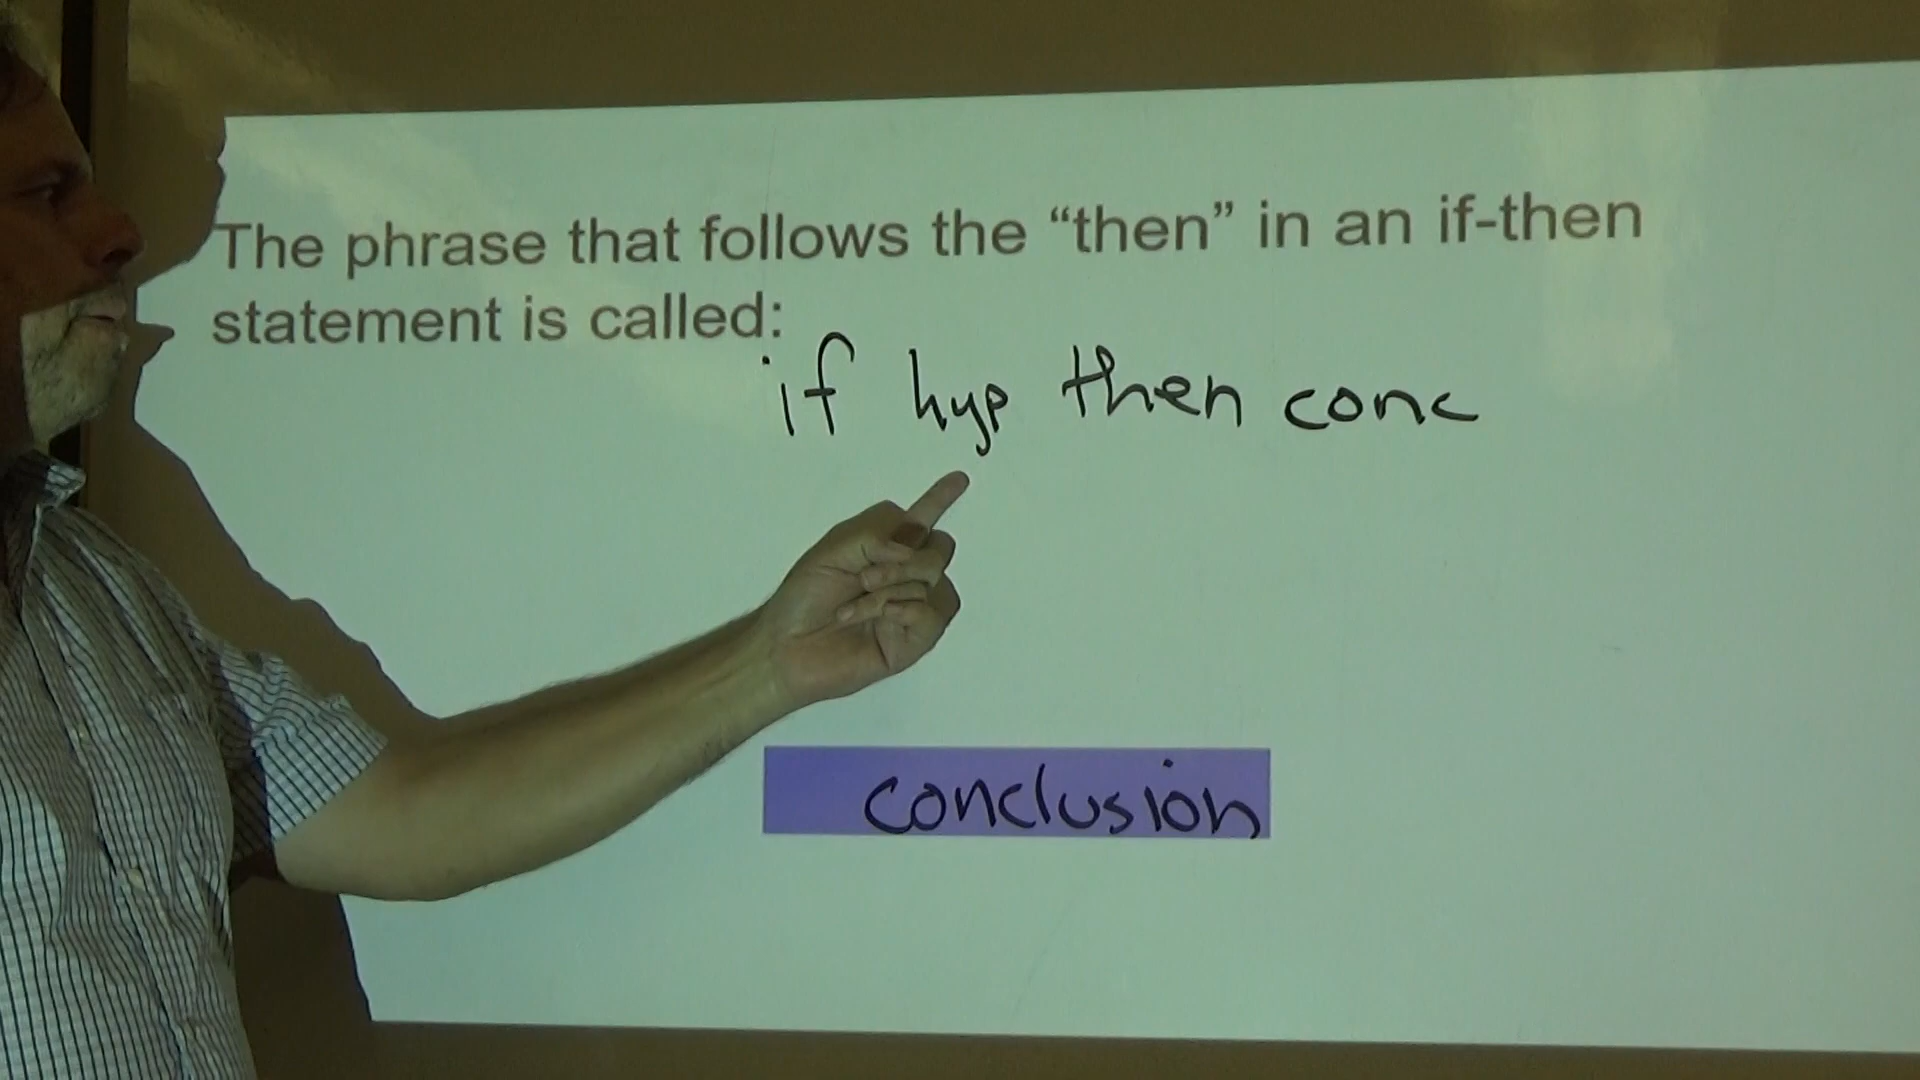 The phrase that follows the “then” in an if-then
statement is called:
if hyp then conc
conclusion